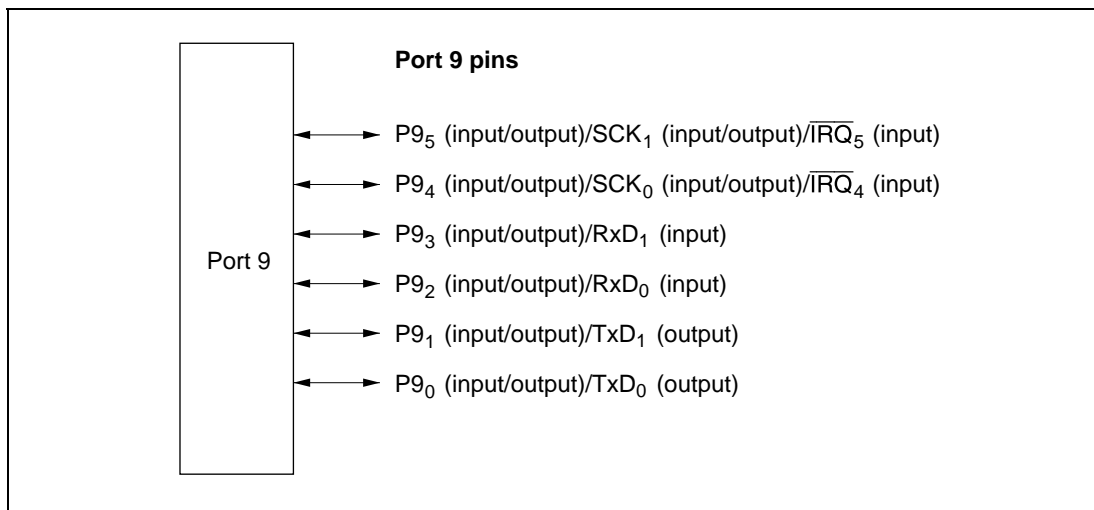 Port 9 pins
P9₅ (input/output)/SCK₁ (input/output)/I̅R̅Q̅₅ (input)
P9₄ (input/output)/SCK₀ (input/output)/I̅R̅Q̅₄ (input)
P9₃ (input/output)/RxD₁ (input)
Port 9
P9₂ (input/output)/RxD₀ (input)
P9₁ (input/output)/TxD₁ (output)
P9₀ (input/output)/TxD₀ (output)